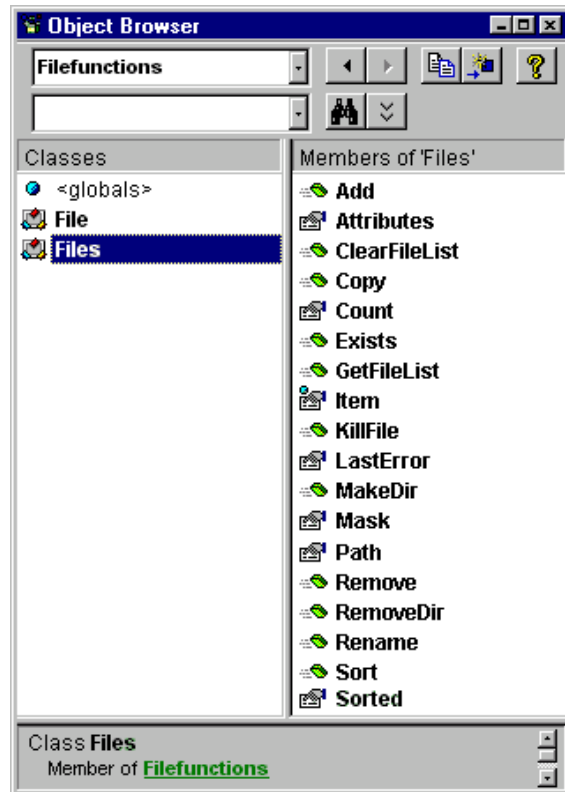 Object Browser
Filefunctions
Classes
<globals>
File
Files
Members of 'Files'
Add
Attributes
ClearFileList
Copy
Count
Exists
GetFileList
Item
KillFile
LastError
MakeDir
Mask
Path
Remove
RemoveDir
Rename
Sort
Sorted
Class Files
Member of Filefunctions